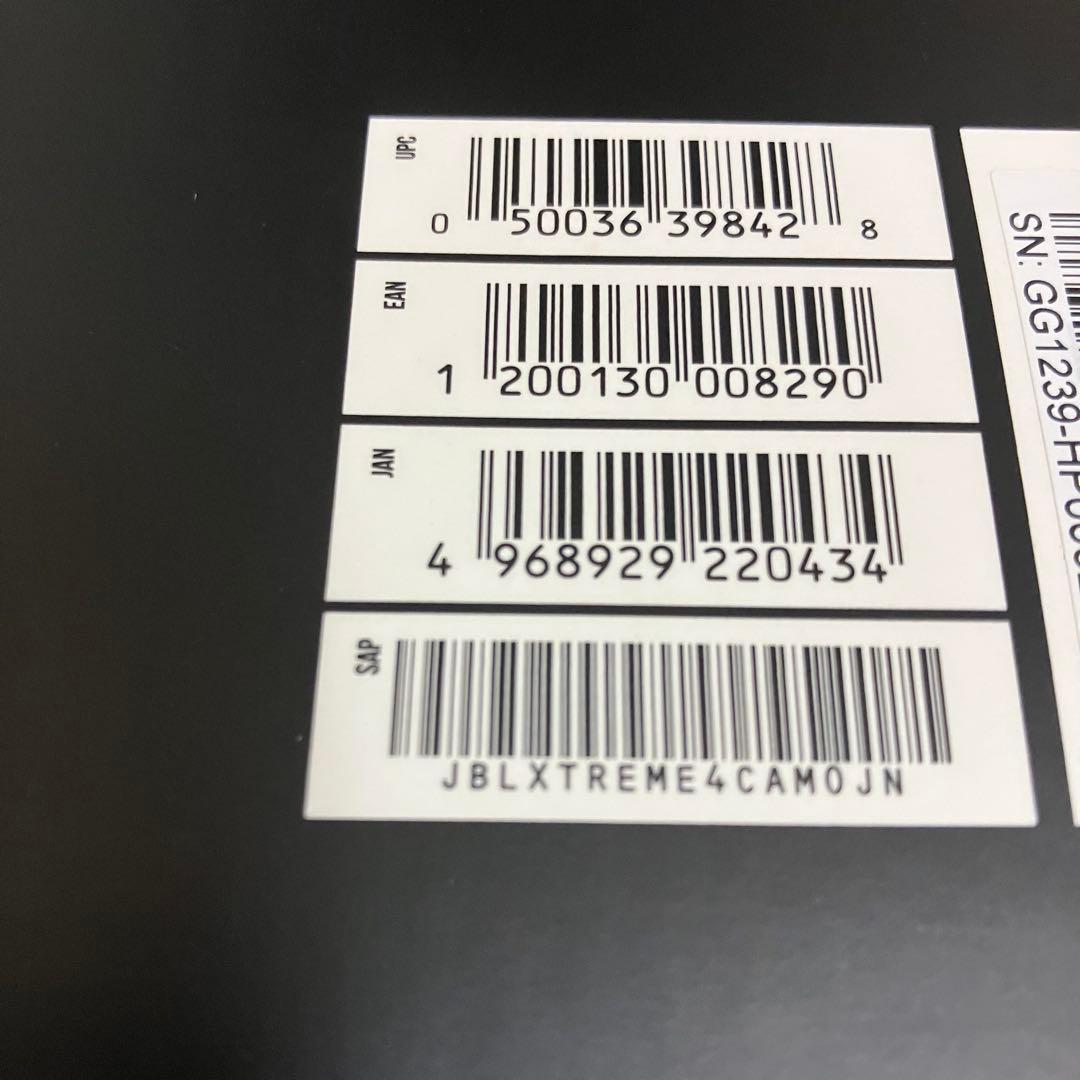 UPC
0 50036 39842 8
EAN
1 200130 008290
JAN
4 968929 220434
SAP
JBLXTREME4CAMOJN
SN: GG1239-HP